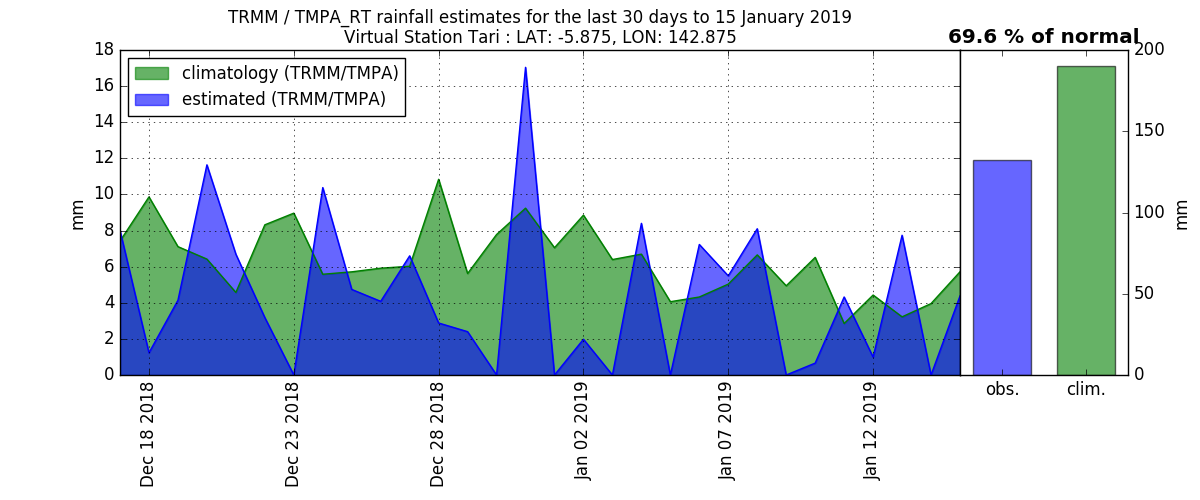 TRMM / TMPA_RT rainfall estimates for the last 30 days to 15 January 2019
Virtual Station Tari : LAT: -5.875, LON: 142.875
69.6 % of normal
climatology (TRMM/TMPA)
estimated (TRMM/TMPA)
18
16
14
12
10
8
6
4
2
0
mm
Dec 18 2018
Dec 23 2018
Dec 28 2018
Jan 02 2019
Jan 07 2019
Jan 12 2019
obs.
clim.
200
150
100
50
0
mm